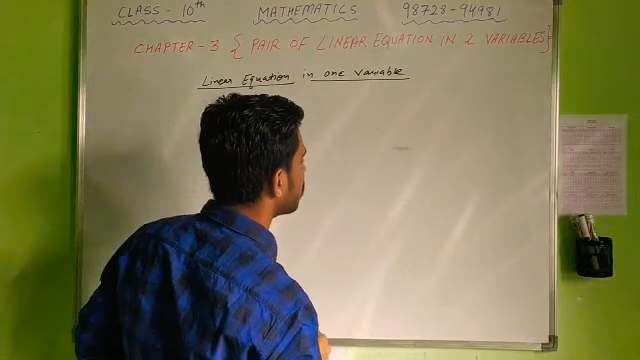 CLASS - 10th MATHEMATICS 98728-94981
CHAPTER - 3 { PAIR OF LINEAR EQUATION IN 2 VARIABLES}
Linear Equation in one variable